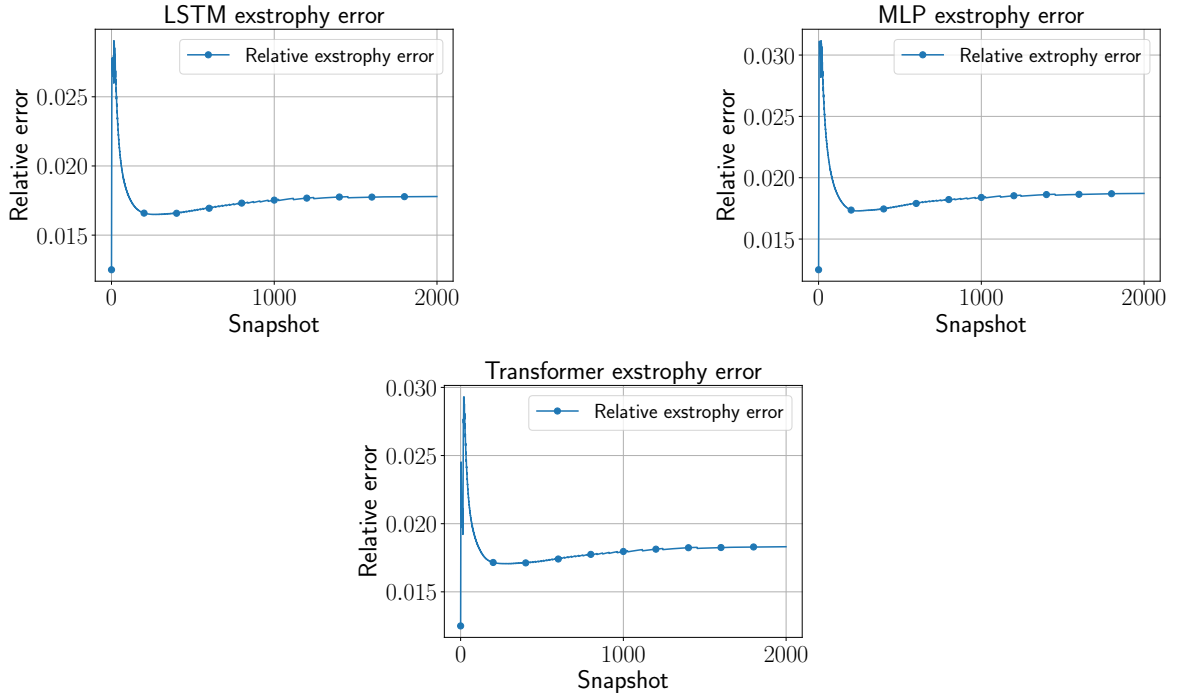 LSTM exstrophy error
Relative exstrophy error
0.025
0.020
0.015
Relative error
0
1000
2000
Snapshot
MLP exstrophy error
Relative exstrophy error
0.030
0.025
0.020
0.015
Relative error
0
1000
2000
Snapshot
Transformer exstrophy error
Relative exstrophy error
0.030
0.025
0.020
0.015
Relative error
0
1000
2000
Snapshot